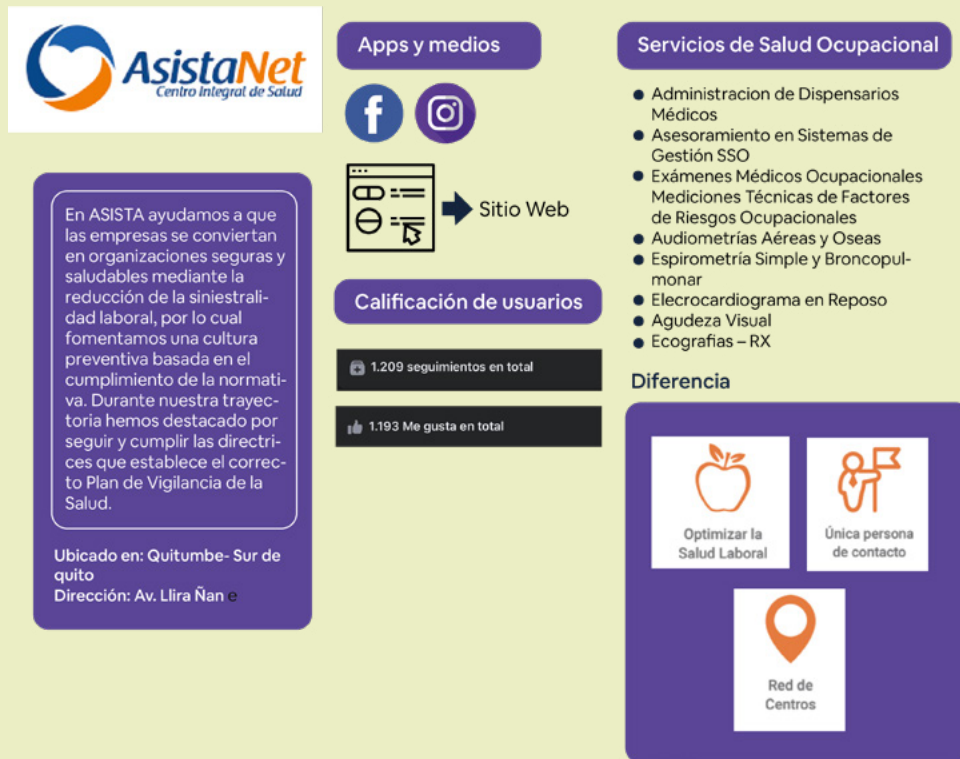 AsistaNet
Centro Integral de Salud
En ASISTA ayudamos a que
las empresas se conviertan
en organizaciones seguras y
saludables mediante la
reducción de la siniestrali-
dad laboral, por lo cual
fomentamos una cultura
preventiva basada en el
cumplimiento de la normati-
va. Durante nuestra trayec-
toria hemos destacado por
seguir y cumplir las directri-
ces que establece el correc-
to Plan de Vigilancia de la
Salud.
Ubicado en: Quitumbe- Sur de
quito
Dirección: Av. Llira Ñan e
Apps y medios
Sitio Web
Calificación de usuarios
1.209 seguimientos en total
1.193 Me gusta en total
Servicios de Salud Ocupacional
Administracion de Dispensarios
Médicos
Asesoramiento en Sistemas de
Gestión SSO
Exámenes Médicos Ocupacionales
Mediciones Técnicas de Factores
de Riesgos Ocupacionales
Audiometrías Aéreas y Oseas
Espirometría Simple y Broncopul-
monar
Elecrocardiograma en Reposo
Agudeza Visual
Ecografias – RX
Diferencia
Optimizar la
Salud Laboral
Única persona
de contacto
Red de
Centros